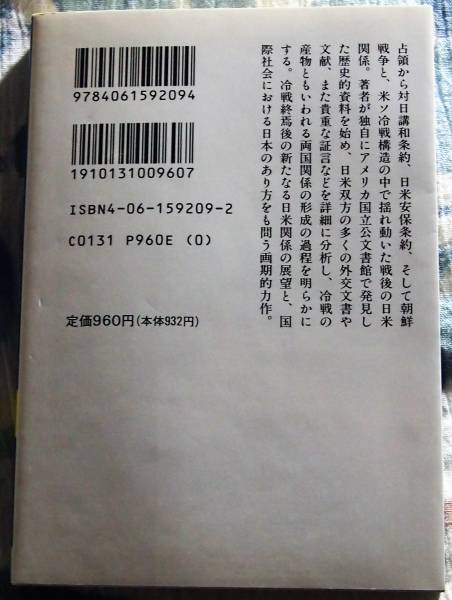 占領から対日講和条約、日米安保条約、そして朝鮮
戦争と、米ソ冷戦構造の中で揺れ動いた戦後の日米
関係。著者が独自にアメリカ国立公文書館で発見し
た歴史的資料を始め、日米双方の多くの外交文書や
文献、また貴重な証言などを詳細に分析し、冷戦の
産物ともいわれる両国関係の形成の過程を明らかに
する。冷戦終焉後の新たなる日米関係の展望と、国
際社会における日本のあり方をも問う画期的力作。
9784061592094
1910131009607
ISBN4-06-159209-2
C0131 P960E (0)
定価960円(本体932円)